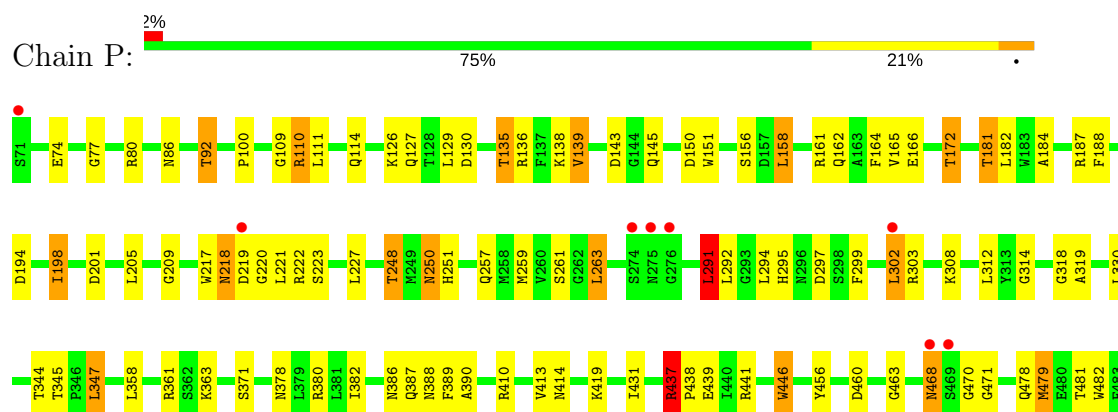 2%
Chain P:
75% 21% •
S71 E74 G77 R80 N86 T92 P100 G109 R110 L111 Q114 K126 Q127 T128 L129 D130 T135 R136 F137 K138 V139 D143 G144 Q145 D150 W151 S156 D157 L158 R161 Q162 A163 F164 V165 E166 T172 T181 L182 W183 A184 R187 F188
D194 I198 D201 L205 G209 W217 N218 D219 G220 L221 R222 S223 L227 T248 M249 N250 H251 Q257 M258 M259 V260 S261 G262 L263 S274 N275 G276 L291 L292 G293 L294 H295 N296 D297 S298 F299 L302 R303 K308 L312 Y313 G314 G318 A319
T344 T345 P346 L347 L358 R361 S362 K363 S371 N378 L379 R380 L381 I382 N386 Q387 N388 F389 A390 R410 V413 N414 K419 I431 R437 P438 E439 I440 R441 W446 Y456 D460 G463 N468 S469 G470 G471 Q478 M479 E480 T481 W482